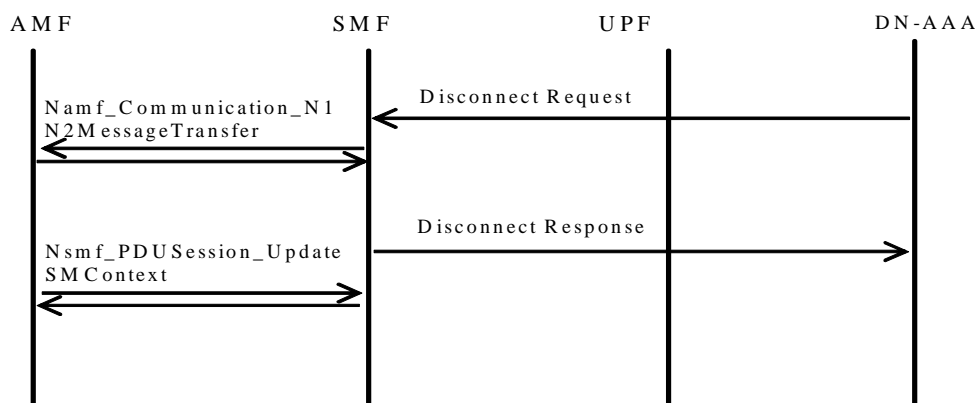 AMF SMF UPF DN-AAA
Disconnect Request
Namf_Communication_N1
N2MessageTransfer
Disconnect Response
Nsmf_PDUSession_Update
SMContext